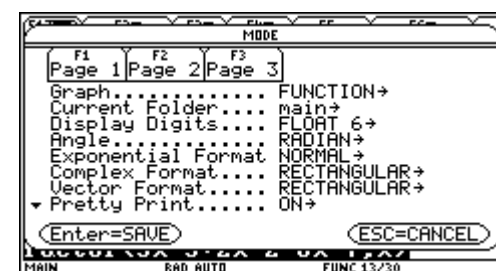 MODE
F1 F2 F3
Page 1 Page 2 Page 3
Graph.............. FUNCTION→
Current Folder.... main→
Display Digits.... FLOAT 6→
Angle.............. RADIAN→
Exponential Format NORMAL→
Complex Format.... RECTANGULAR→
Vector Format..... RECTANGULAR→
Pretty Print...... ON→
Enter=SAVE ESC=CANCEL
MAIN RAD AUTO FUNC 13/30